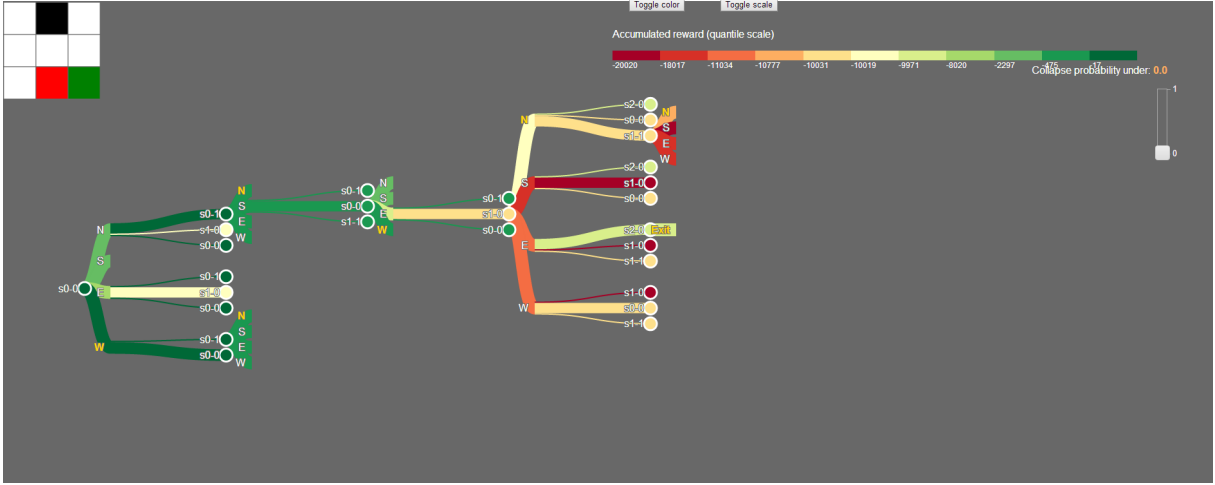 Toggle color Toggle scale
Accumulated reward (quantile scale)
-20020 -18017 -11034 -10777 -10031 -10019 -9971 -8020 -2297 -475 -17
Collapse probability under: 0.0
1
0
s2-0
N
N
s0-0
S
s1-1
E
W
s2-0
N
S
s1-0
s0-1
N
S
s0-1
s0-0
s0-1
S
s0-0
E
s1-0
N
s1-0
E
s1-1
W
s0-0
s2-0
Exit
W
s0-0
E
s1-0
S
s1-1
s0-1
s0-0
E
s1-0
s1-0
s0-0
W
s0-0
N
s1-1
S
s0-1
W
E
s0-0
W